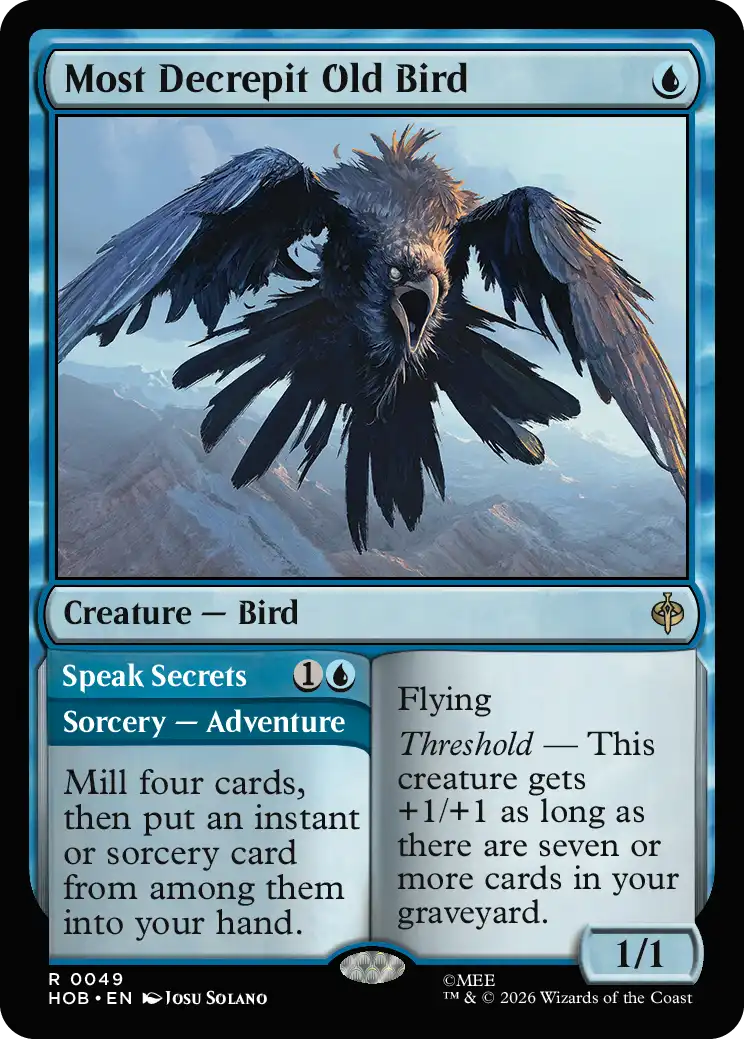 Most Decrepit Old Bird
Creature — Bird
Speak Secrets 1
Sorcery — Adventure
Mill four cards,
then put an instant
or sorcery card
from among them
into your hand.
Flying
Threshold — This
creature gets
+1/+1 as long as
there are seven or
more cards in your
graveyard.
1/1
R 0049
HOB • EN Josu Solano
©MEE
™ & © 2026 Wizards of the Coast